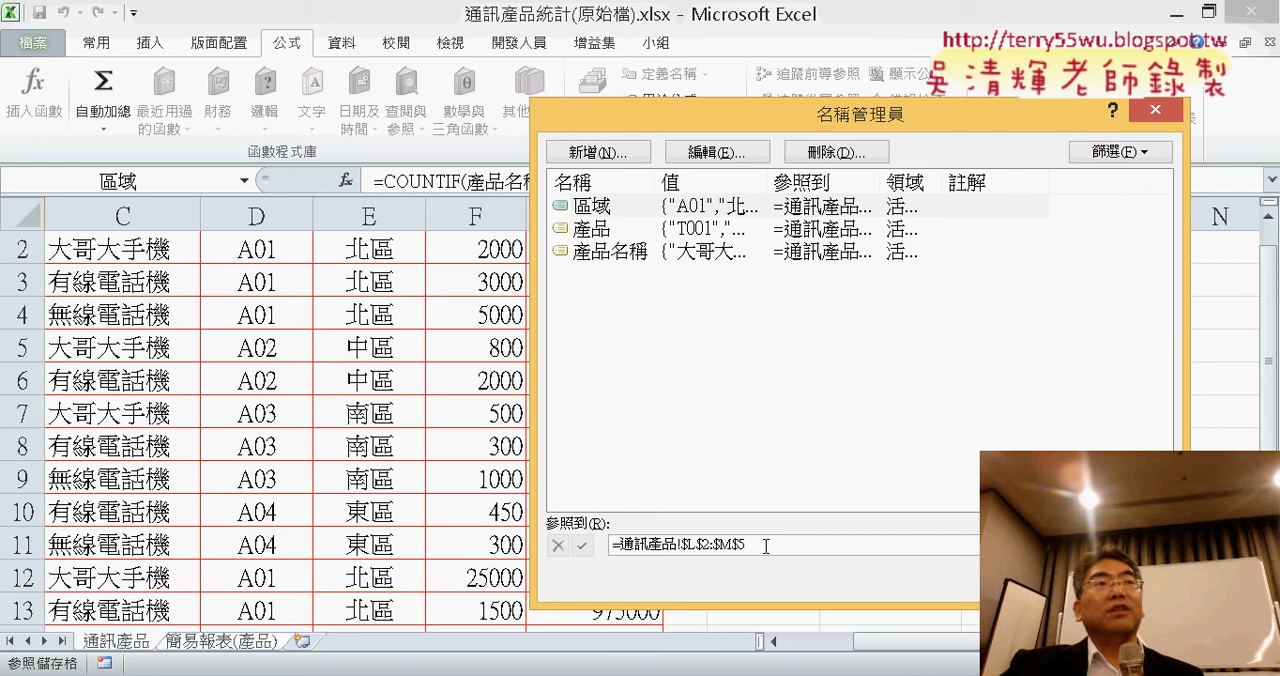 通訊產品統計(原始檔).xlsx - Microsoft Excel
檔案 常用 插入 版面配置 公式 資料 校閱 檢視 開發人員 增益集 小組
http://terry55wu.blogspot.tw
吳清輝老師錄製
插入函數 自動加總 最近用過的函數 財務 邏輯 文字 日期及時間 查閱與參照 數學與三角函數 其他
定義名稱 追蹤前導參照 顯示公
函數程式庫
名稱管理員
區域 fx =COUNTIF(產品名稱
新增(N)... 編輯(E)... 刪除(D)... 篩選(F)
名稱 值 參照到 領域 註解
區域 {"A01","北... =通訊產品... 活...
產品 {"T001","... =通訊產品... 活...
產品名稱 {"大哥大... =通訊產品... 活...
C D E F N
2 大哥大手機 A01 北區 2000
3 有線電話機 A01 北區 3000
4 無線電話機 A01 北區 5000
5 大哥大手機 A02 中區 800
6 有線電話機 A02 中區 2000
7 大哥大手機 A03 南區 500
8 有線電話機 A03 南區 300
9 無線電話機 A03 南區 1000
10 有線電話機 A04 東區 450
11 無線電話機 A04 東區 300
12 大哥大手機 A01 北區 25000
13 有線電話機 A01 北區 1500 975000
參照到(R):
=通訊產品!$L$2:$M$5
通訊產品 簡易報表(產品)
參照儲存格